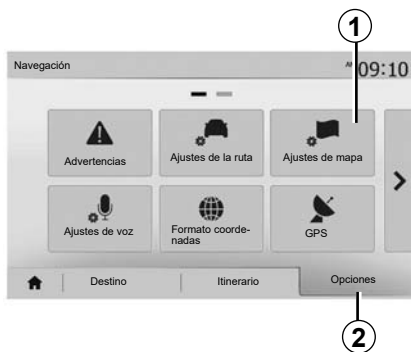 1
Navegación
AM 09:10
Advertencias
Ajustes de la ruta
Ajustes de mapa
Ajustes de voz
Formato coorde-
nadas
GPS
Destino
Itinerario
Opciones
2